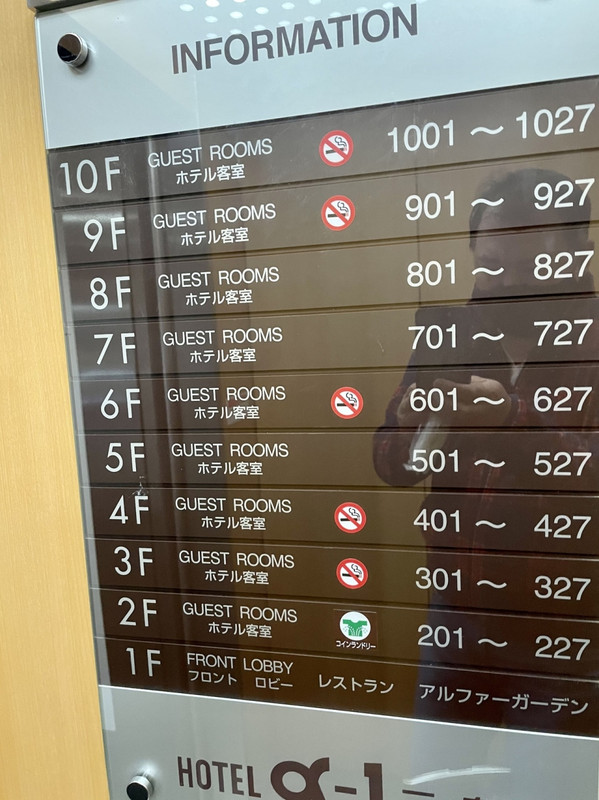 INFORMATION
10F GUEST ROOMS 1001 〜 1027
ホテル客室
9F GUEST ROOMS 901 〜 927
ホテル客室
8F GUEST ROOMS 801 〜 827
ホテル客室
7F GUEST ROOMS 701 〜 727
ホテル客室
6F GUEST ROOMS 601 〜 627
ホテル客室
5F GUEST ROOMS 501 〜 527
ホテル客室
4F GUEST ROOMS 401 〜 427
ホテル客室
3F GUEST ROOMS 301 〜 327
ホテル客室
2F GUEST ROOMS 201 〜 227
ホテル客室 コインランドリー
1F FRONT LOBBY
フロント ロビー レストラン アルファーガーデン
HOTEL α-1